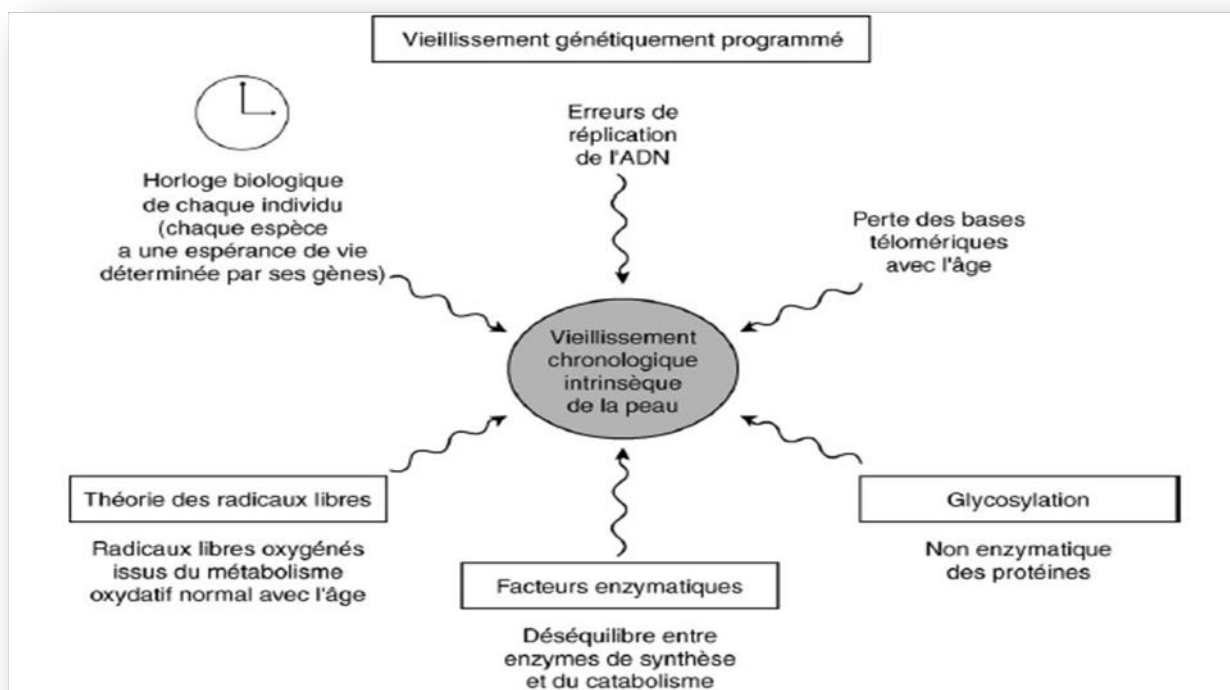 Vieillissement génétiquement programmé
Erreurs de
réplication
de l'ADN
Horloge biologique
de chaque individu
(chaque espèce
a une espérance de vie
déterminée par ses gènes)
Perte des bases
télomériques
avec l'âge
Vieillissement
chronologique
intrinsèque
de la peau
Théorie des radicaux libres
Radicaux libres oxygénés
issus du métabolisme
oxydatif normal avec l'âge
Facteurs enzymatiques
Déséquilibre entre
enzymes de synthèse
et du catabolisme
Glycosylation
Non enzymatique
des protéines